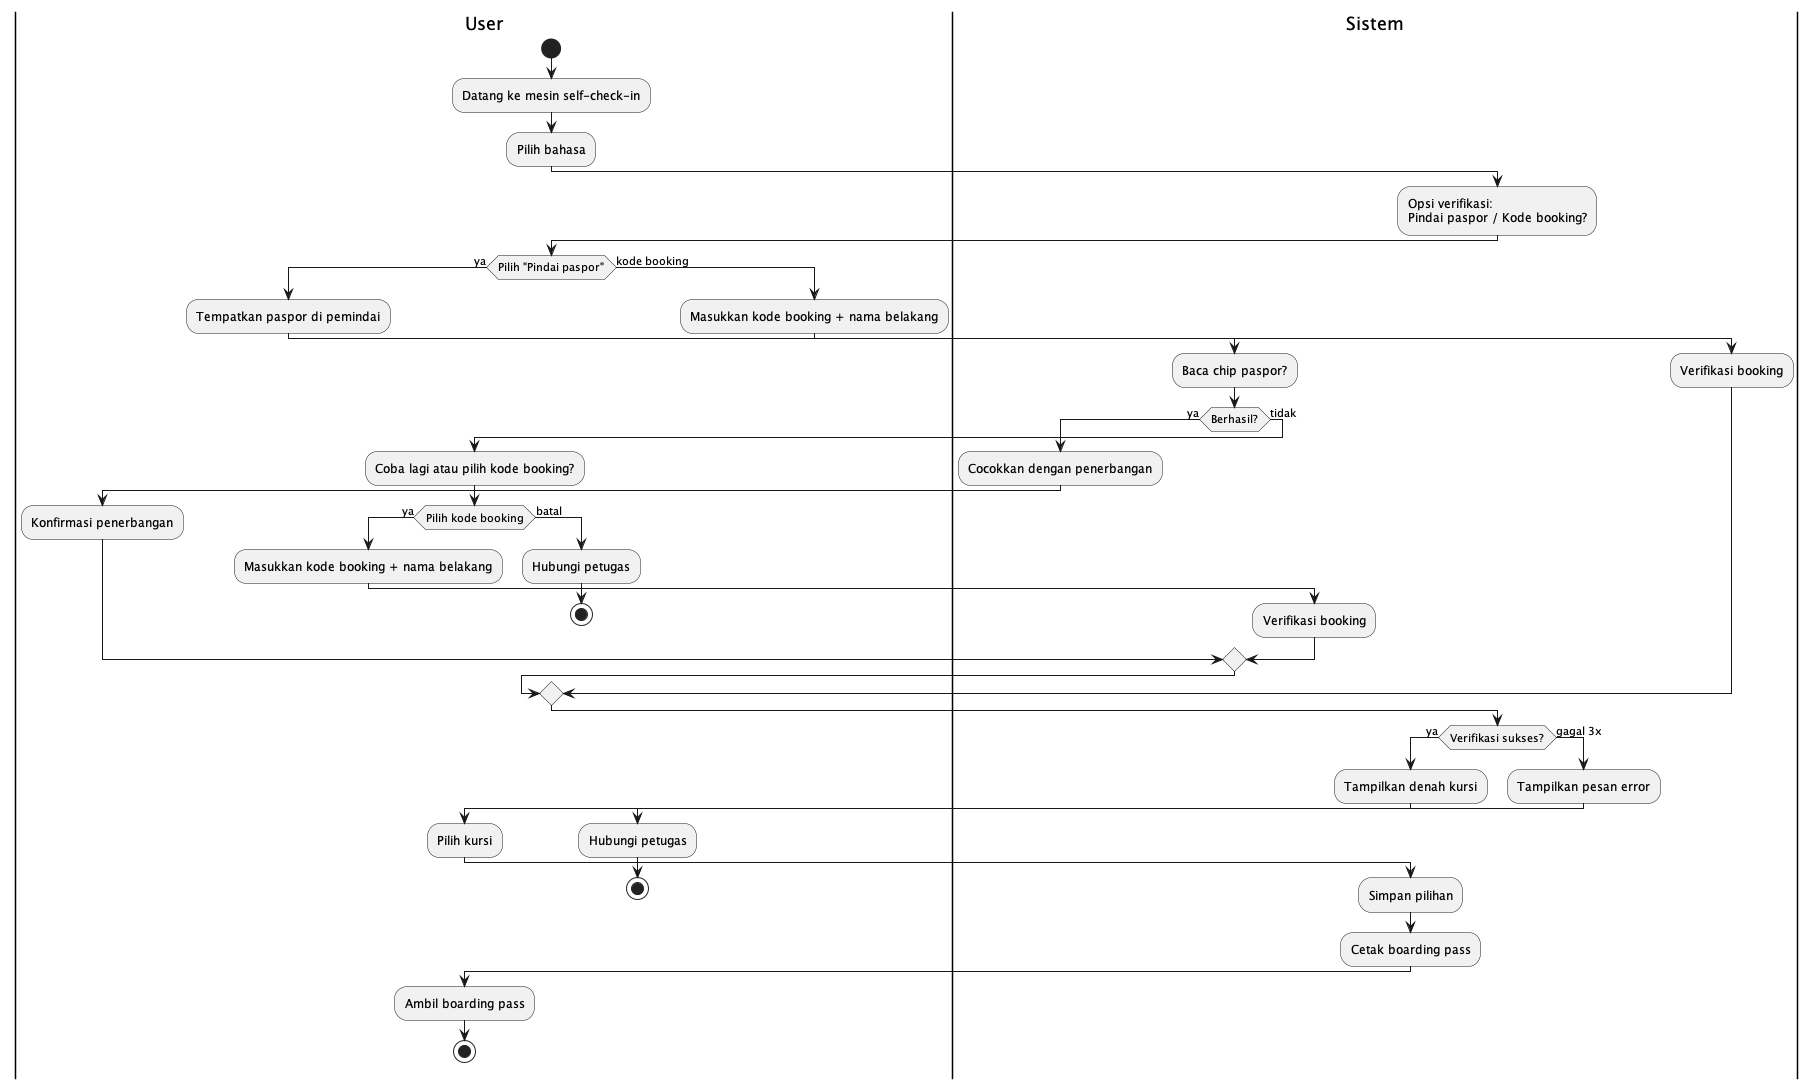 User
Sistem
Datang ke mesin self-check-in
Pilih bahasa
Opsi verifikasi:
Pindai paspor / Kode booking?
ya
Pilih "Pindai paspor"
kode booking
Tempatkan paspor di pemindai
Masukkan kode booking + nama belakang
Baca chip paspor?
Verifikasi booking
ya
Berhasil?
tidak
Coba lagi atau pilih kode booking?
Cocokkan dengan penerbangan
Konfirmasi penerbangan
ya
Pilih kode booking
batal
Masukkan kode booking + nama belakang
Hubungi petugas
Verifikasi booking
ya
Verifikasi sukses?
gagal 3x
Tampilkan denah kursi
Tampilkan pesan error
Pilih kursi
Hubungi petugas
Simpan pilihan
Cetak boarding pass
Ambil boarding pass